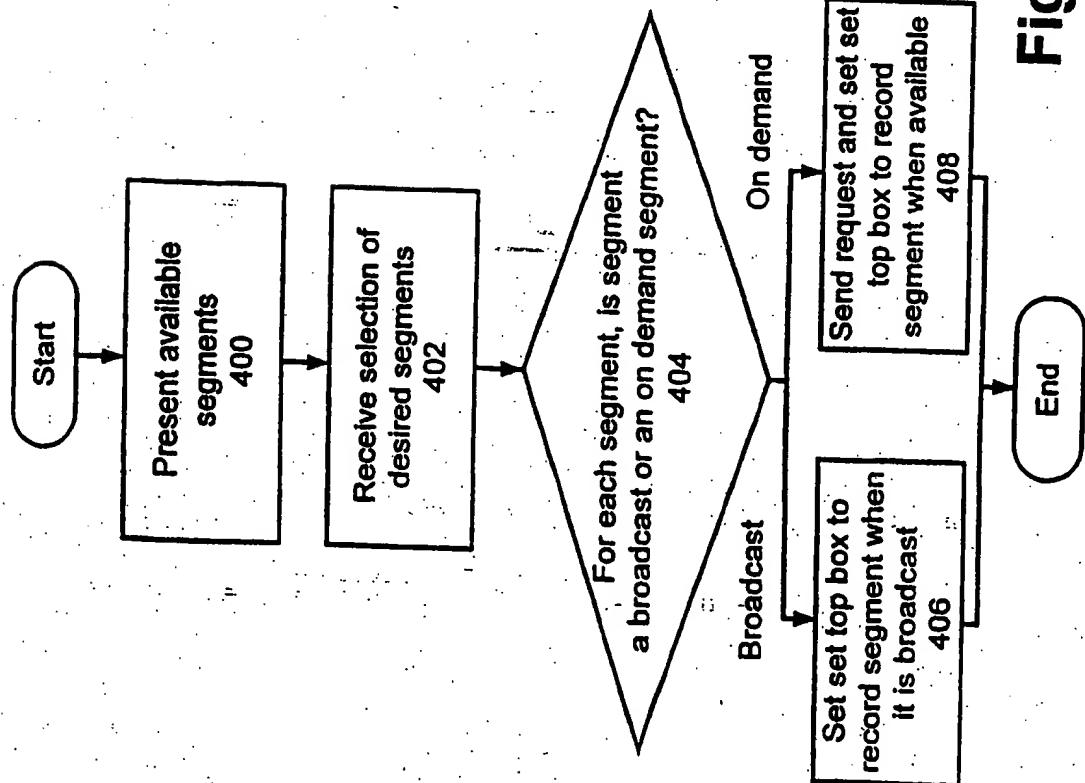 Start
Present available
segments
400
Receive selection of
desired segments
402
For each segment, is segment
a broadcast or an on demand segment?
404
Broadcast
On demand
Set set top box to
record segment when
it is broadcast
406
Send request and set set
top box to record
segment when available
408
End
Fig